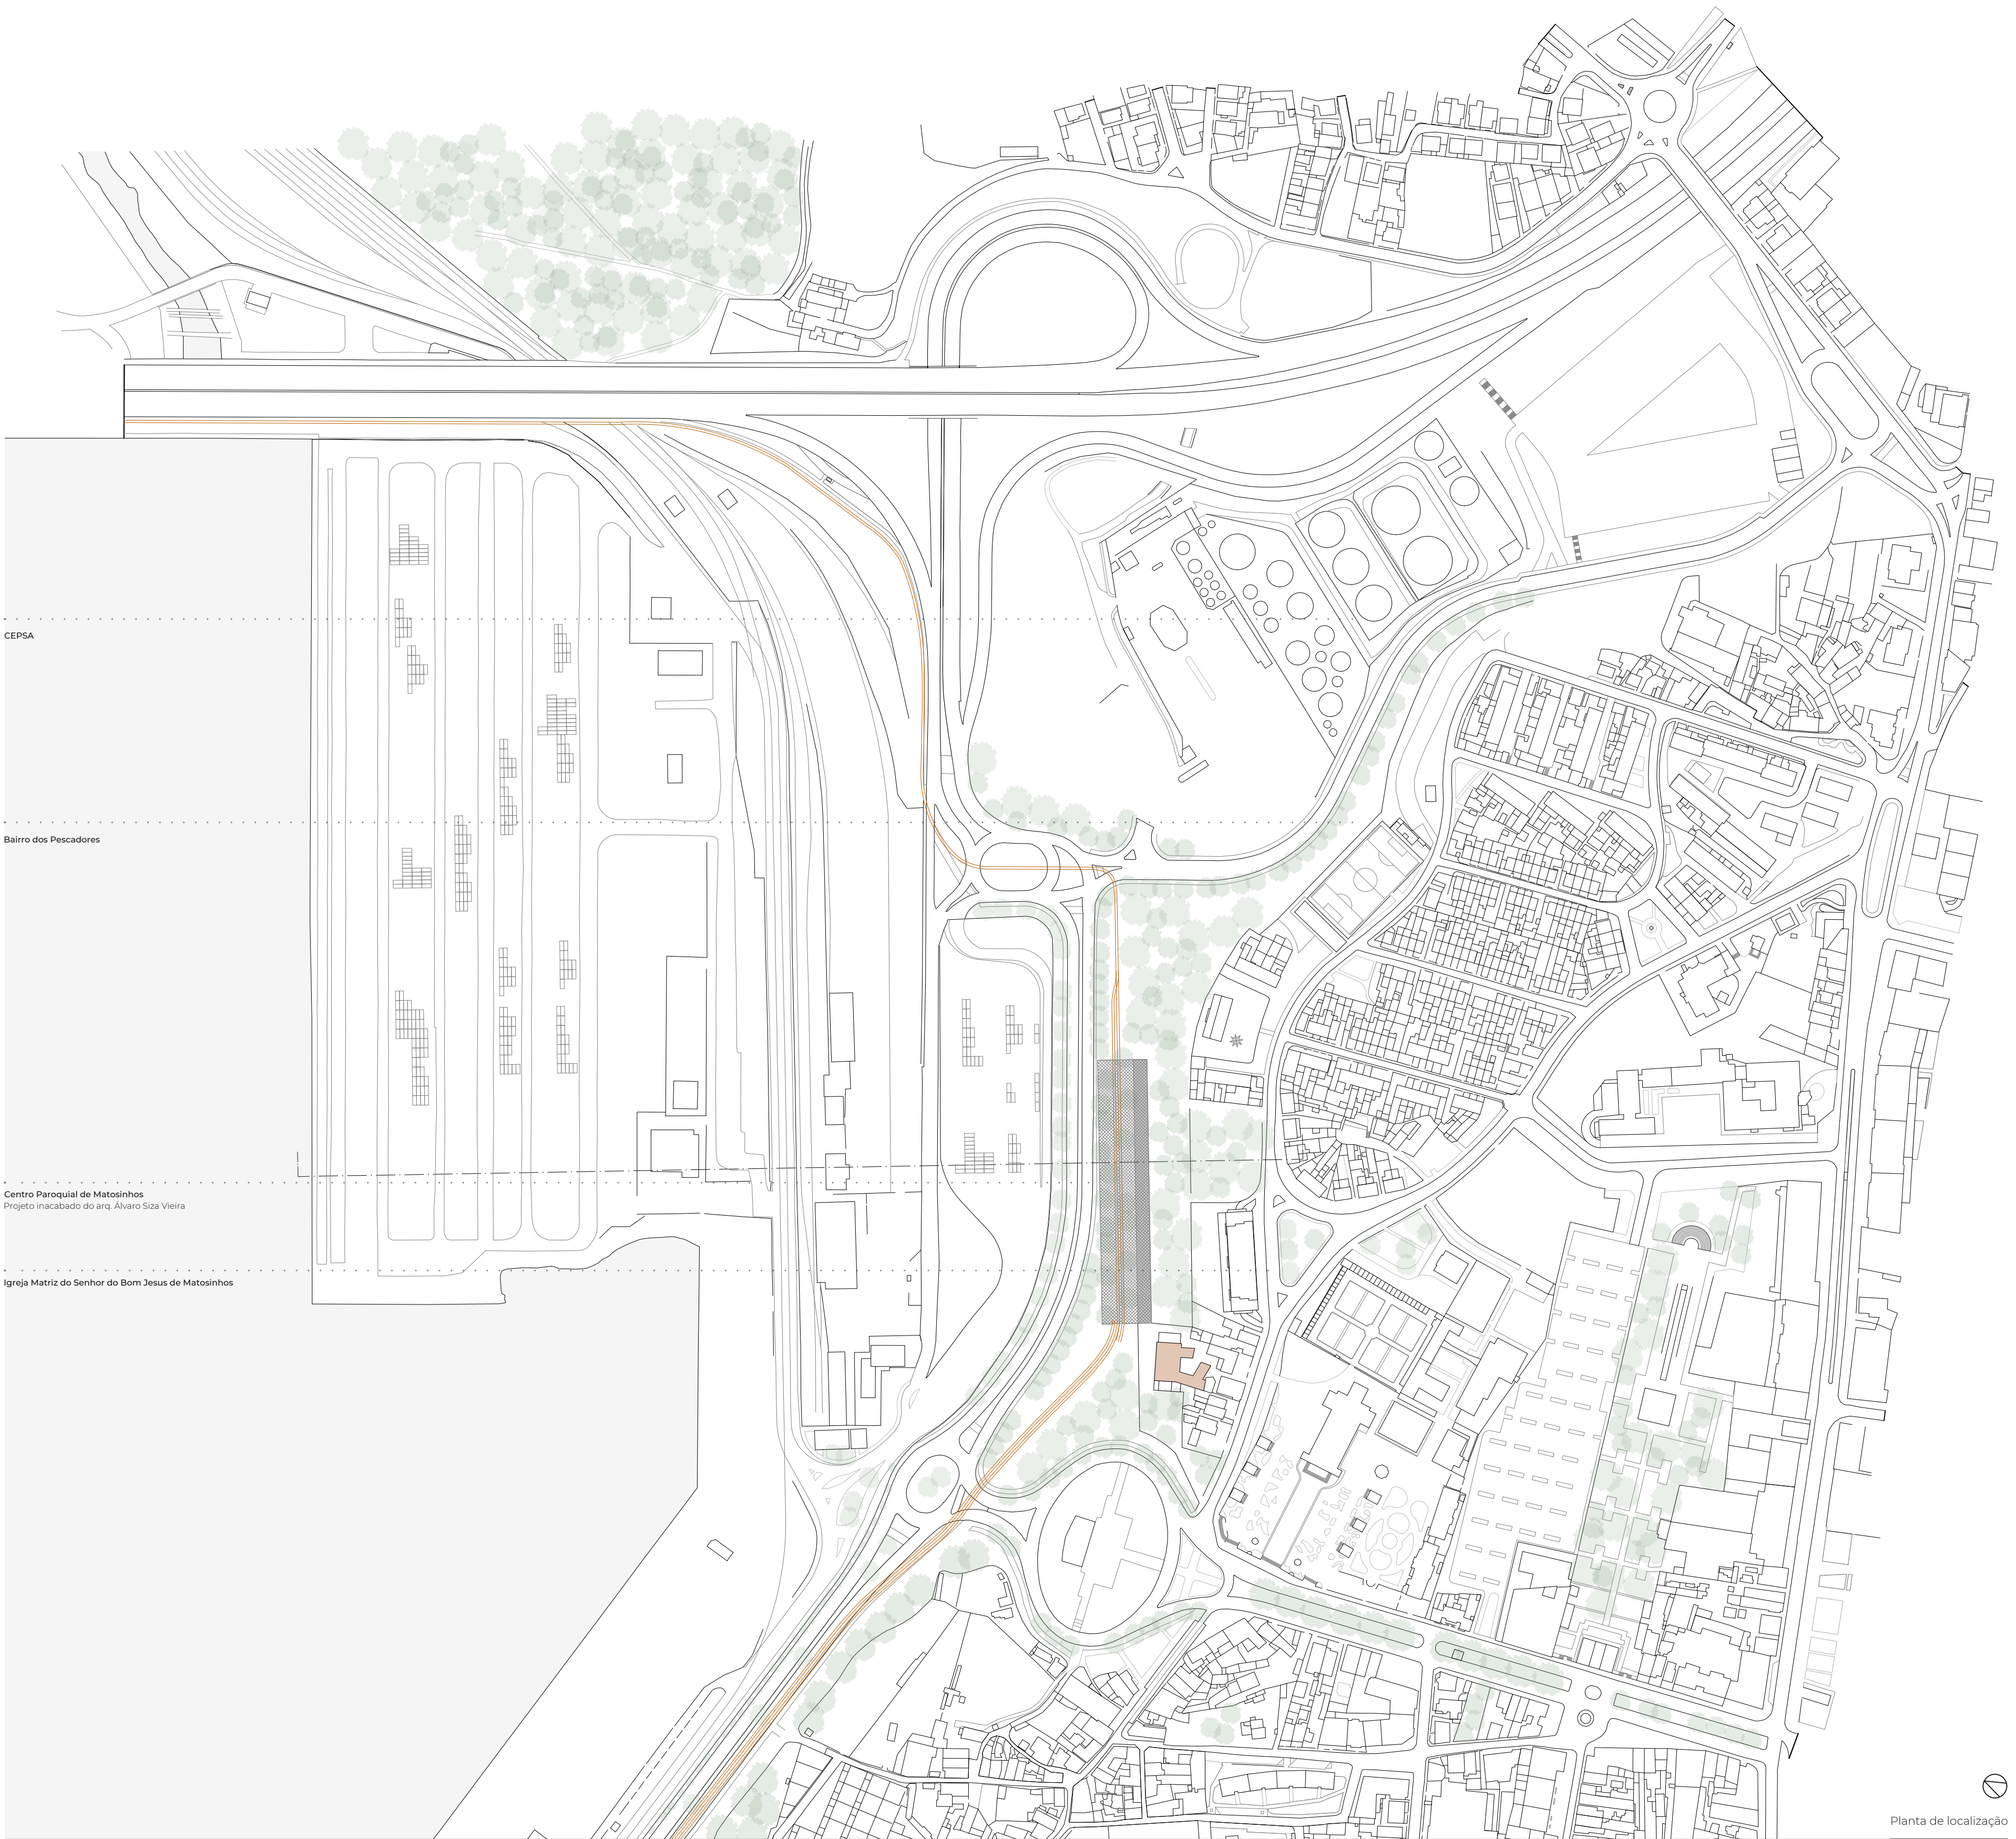 CEPSA
Bairro dos Pescadores
Centro Paroquial de Matosinhos
Projeto inacabado do arq. Álvaro Siza Vieira
Igreja Matriz do Senhor do Bom Jesus de Matosinhos
Planta de localização